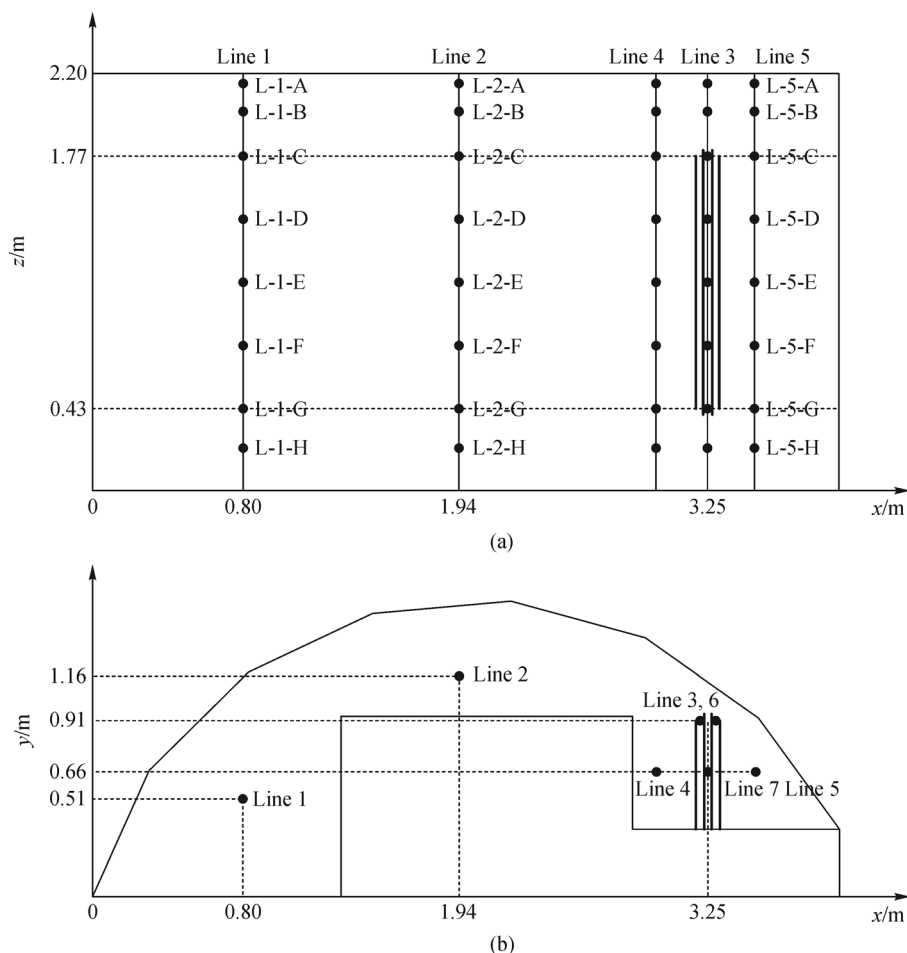 Line 1 Line 2 Line 4 Line 3 Line 5
2.20
L-1-A L-2-A L-5-A
L-1-B L-2-B L-5-B
1.77 L-1-C L-2-C L-5-C
L-1-D L-2-D L-5-D
z/m
L-1-E L-2-E L-5-E
L-1-F L-2-F L-5-F
0.43 L-1-G L-2-G L-5-G
L-1-H L-2-H L-5-H
0 0.80 1.94 3.25 x/m
(a)
1.16 Line 2
Line 3, 6
0.91
y/m
0.66
Line 4 Line 7 Line 5
0.51 Line 1
0 0.80 1.94 3.25 x/m
(b)